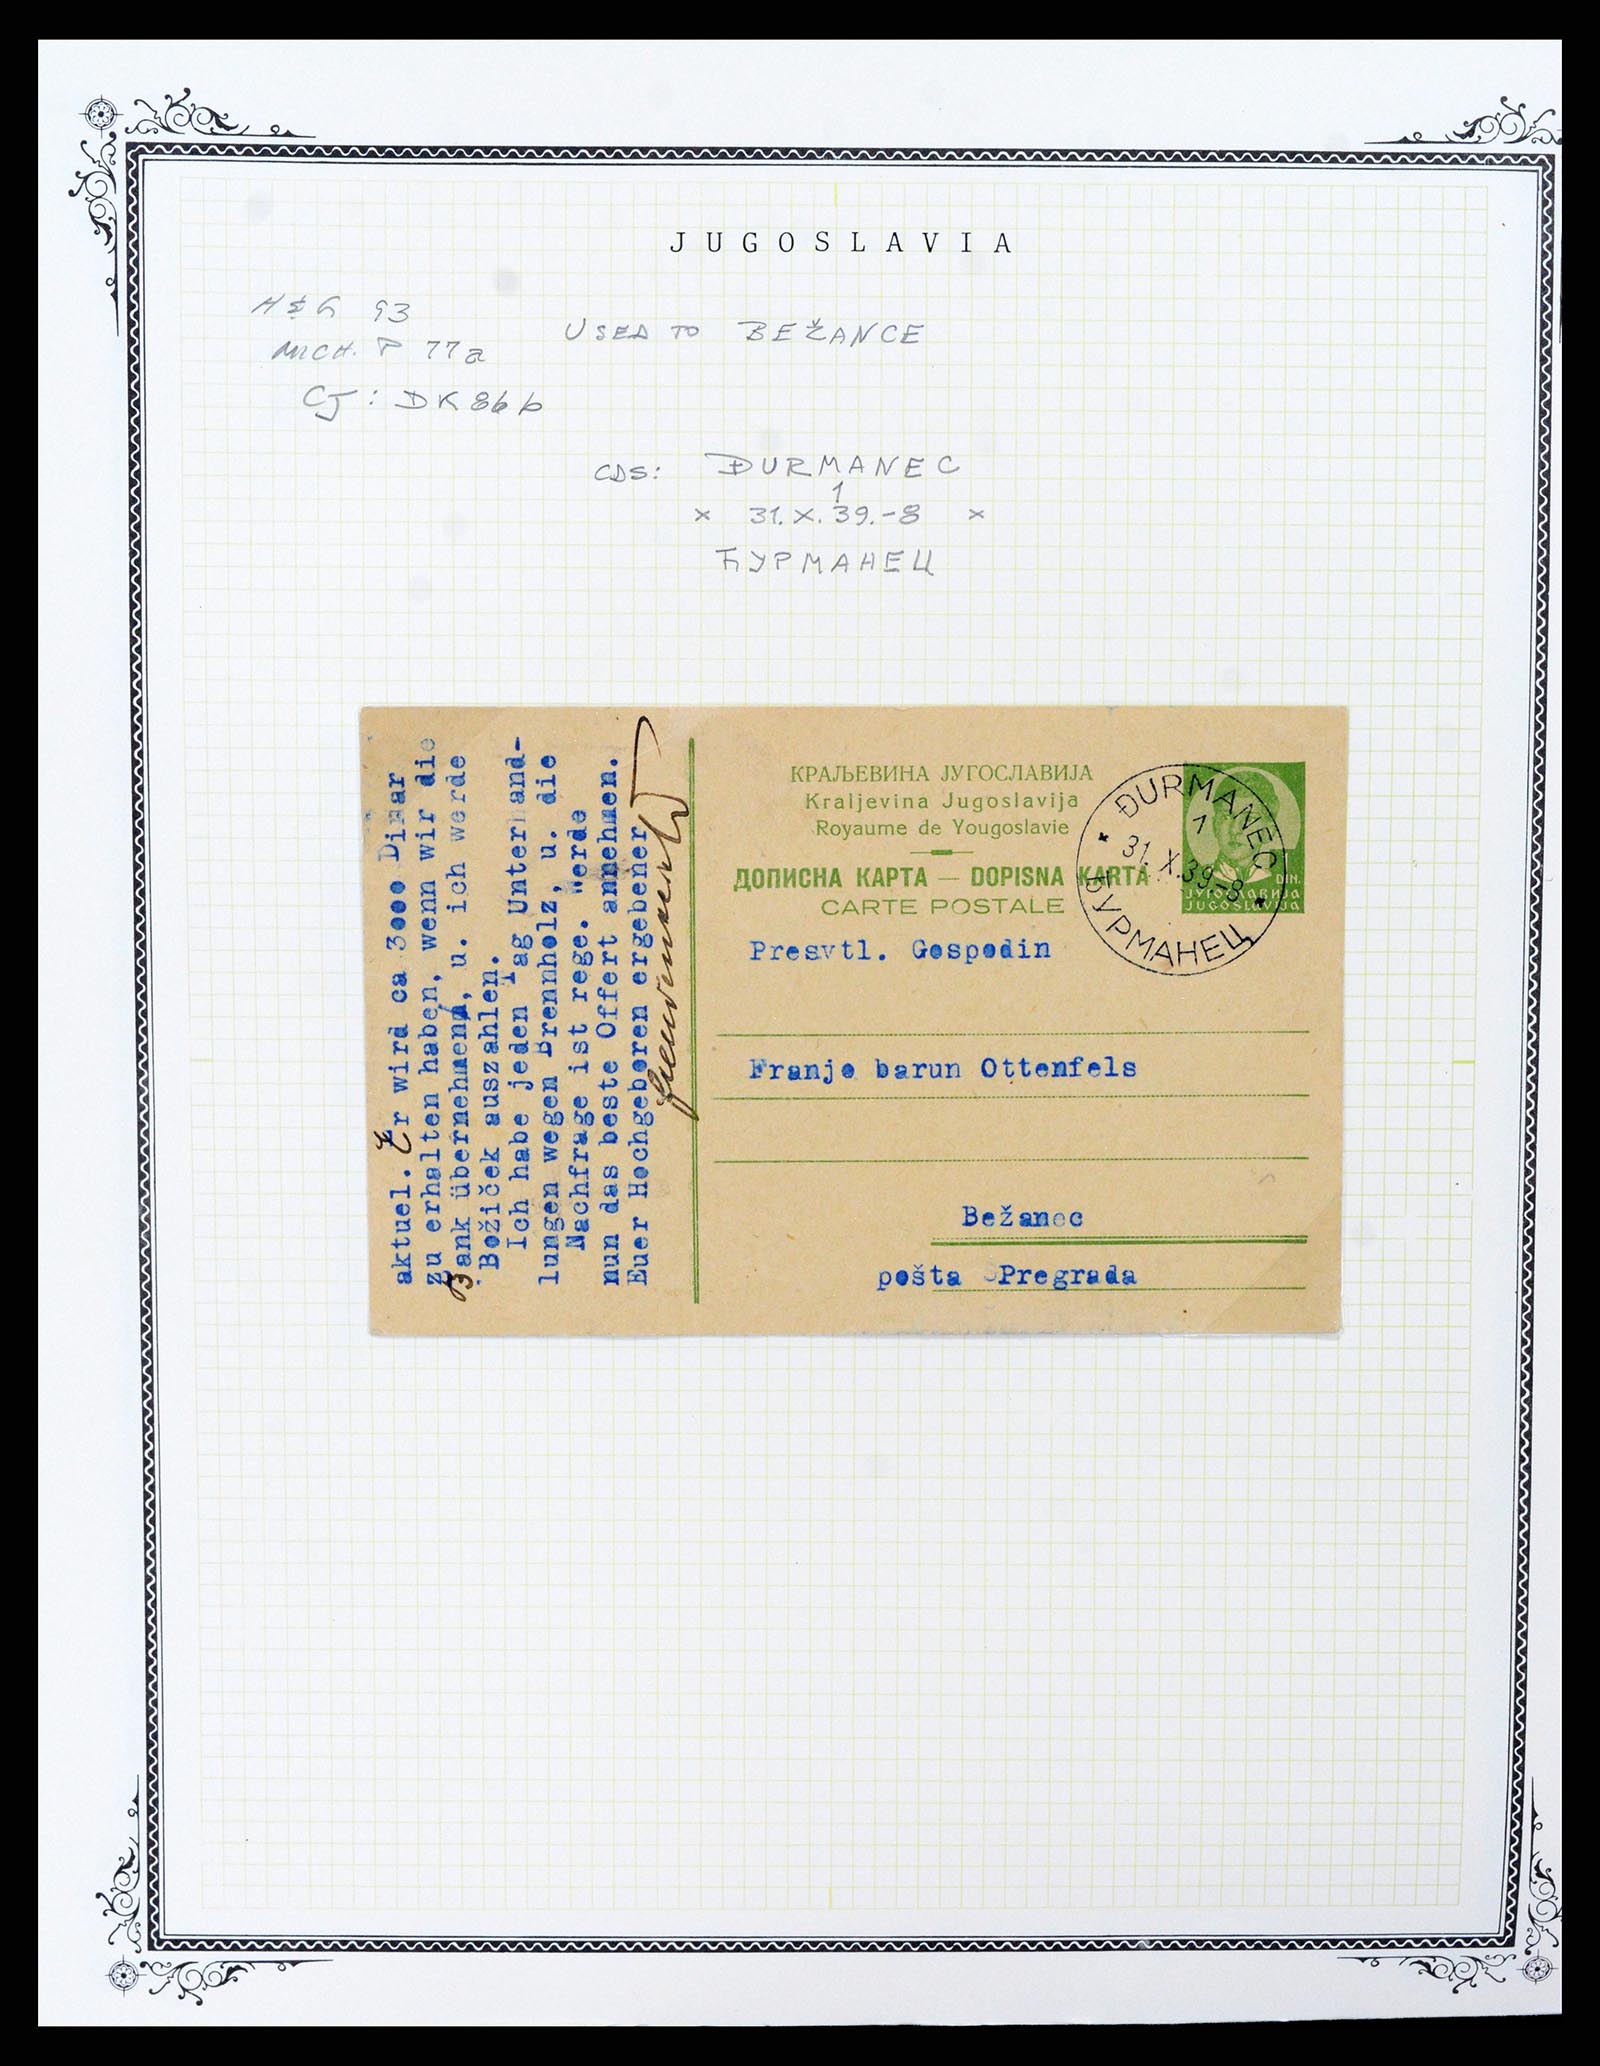 JUGOSLAVIA
H&G 93
MICH. P 77a
CJ: DK86b
USED TO BEŽANCE
CDS: ĐURMANEC
1
x 31.X.39.-8 x
ЂУРМАНЕЦ
aktuel. Er wird ca 3000 Dinar
zu erhalten haben, wenn wir die
Bank übernehmenn, u. ich werde
Božiček auszahlen.
Ich habe jeden Tag Unterhand-
lungen wegen Brennholz, u. die
Nachfrage ist rege. Werde
nun das beste Offert annehmen.
Euer Hochgeboren ergebener
КРАЉЕВИНА ЈУГОСЛАВИЈА
Kraljevina Jugoslavija
Royaume de Yougoslavie
ДОПИСНА КАРТА — DOPISNA KARTA
CARTE POSTALE
ĐURMANEC
1
31.X.39-8
ЂУРМАНЕЦ
DIN.
ЈУГОСЛАВИЈА
JUGOSLAVIJA
Presvtl. Gospodin
Franjo barun Ottenfels
Bežanec
pošta Pregrada